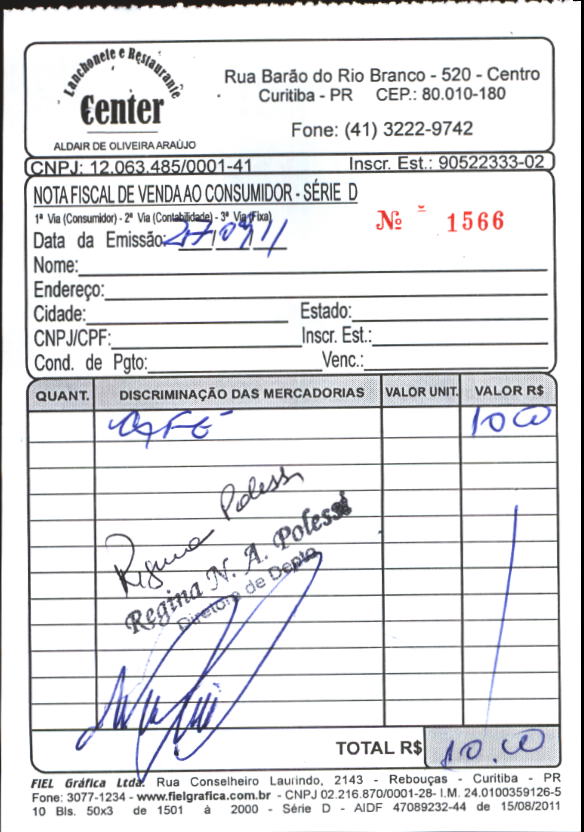 Lanchonete e Restaurante
Center
ALDAIR DE OLIVEIRA ARAÚJO
Rua Barão do Rio Branco - 520 - Centro
Curitiba - PR CEP.: 80.010-180
Fone: (41) 3222-9742
CNPJ: 12.063.485/0001-41 Inscr. Est.: 90522333-02
NOTA FISCAL DE VENDA AO CONSUMIDOR - SÉRIE D
1ª Via (Consumidor) - 2ª Via (Contabilidade) - 3ª Via (Fixa)
Nº 1566
Data da Emissão: 27/09/11
Nome:
Endereço:
Cidade: Estado:
CNPJ/CPF: Inscr. Est.:
Cond. de Pgto: Venc.:
QUANT. DISCRIMINAÇÃO DAS MERCADORIAS VALOR UNIT. VALOR R$
CAFÉ 10 00
Regina Polessi
Regina N. A. Polessi
Diretora de Depto
TOTAL R$ 10.00
FIEL Gráfica Ltda. Rua Conselheiro Laurindo, 2143 - Rebouças - Curitiba - PR
Fone: 3077-1234 - www.fielgrafica.com.br - CNPJ 02.216.870/0001-28- I.M. 24.0100359126-5
10 Bls. 50x3 de 1501 à 2000 - Série D - AIDF 47089232-44 de 15/08/2011